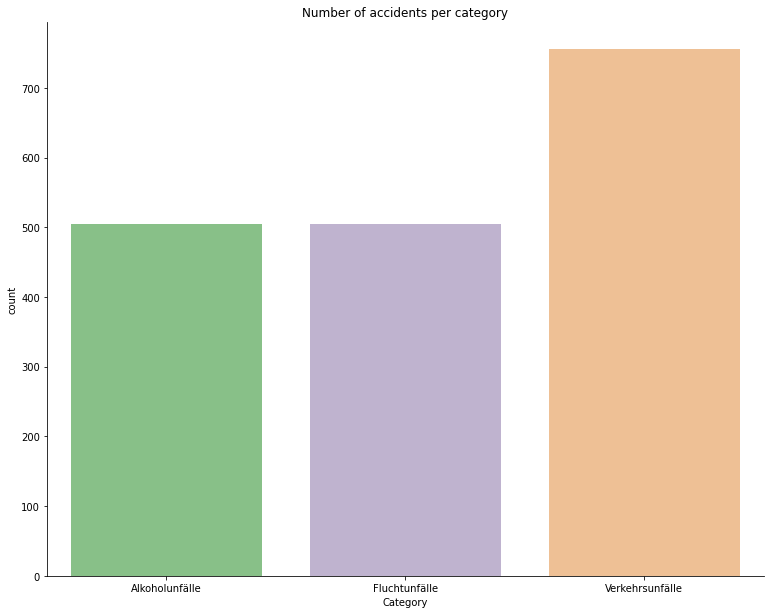 Number of accidents per category
700
600
500
400
300
200
100
0
count
Alkoholunfälle
Fluchtunfälle
Verkehrsunfälle
Category